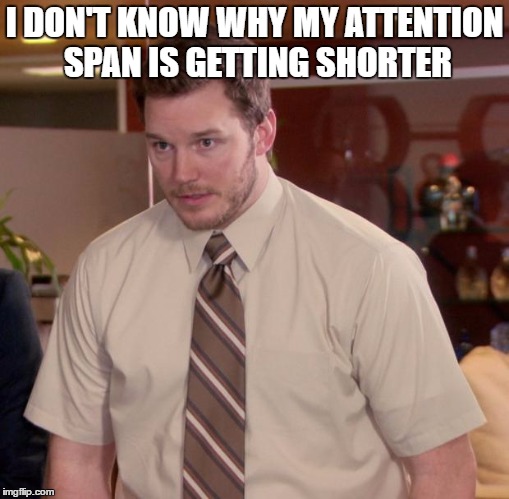 I DON'T KNOW WHY MY ATTENTION
SPAN IS GETTING SHORTER
imgflip.com